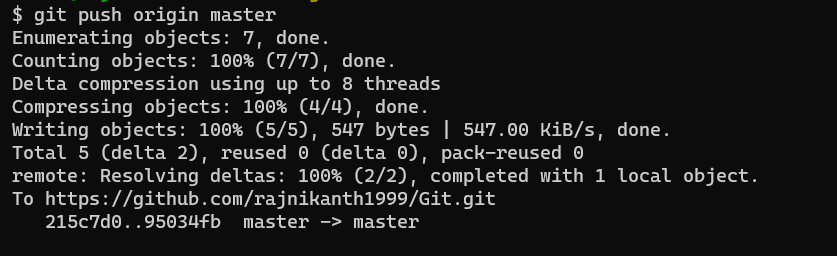 $ git push origin master
Enumerating objects: 7, done.
Counting objects: 100% (7/7), done.
Delta compression using up to 8 threads
Compressing objects: 100% (4/4), done.
Writing objects: 100% (5/5), 547 bytes | 547.00 KiB/s, done.
Total 5 (delta 2), reused 0 (delta 0), pack-reused 0
remote: Resolving deltas: 100% (2/2), completed with 1 local object.
To https://github.com/rajnikanth1999/Git.git
   215c7d0..95034fb  master -> master